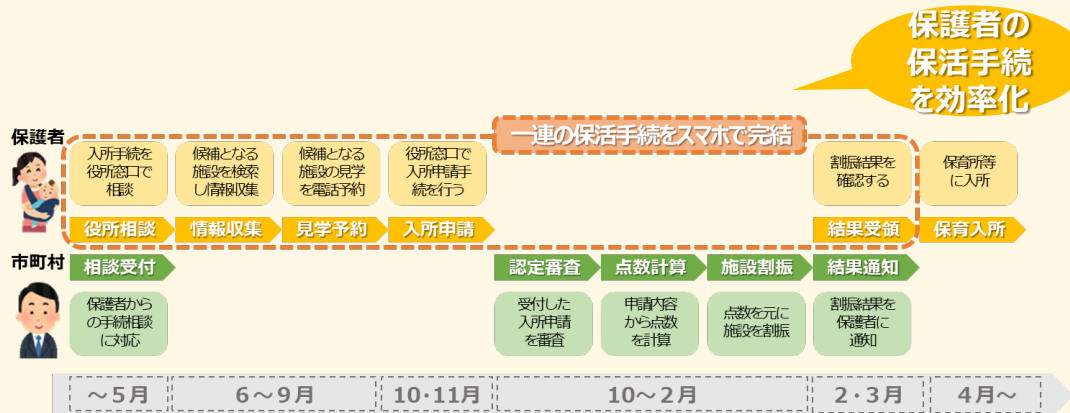 保護者の
保活手続
を効率化
一連の保活手続をスマホで完結
保護者
入所手続を
役所窓口で
相談
候補となる
施設を検索
し情報収集
候補となる
施設の見学
を電話予約
役所窓口で
入所申請手
続を行う
割振結果を
確認する
保育所等
に入所
役所相談
情報収集
見学予約
入所申請
結果受領
保育入所
市町村
相談受付
認定審査
点数計算
施設割振
結果通知
保護者から
の手続相談
に対応
受付した
入所申請
を審査
申請内容
から点数
を計算
点数を元に
施設を割振
割振結果を
保護者に
通知
～5月
6～9月
10・11月
10～2月
2・3月
4月～